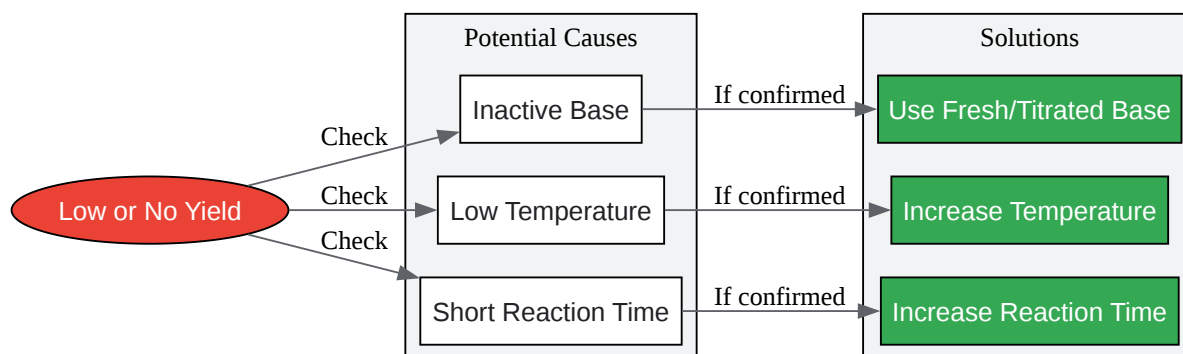 Potential Causes
Solutions
Inactive Base
If confirmed
Use Fresh/Titrated Base
Check
Low or No Yield
Check
Low Temperature
If confirmed
Increase Temperature
Check
Short Reaction Time
If confirmed
Increase Reaction Time